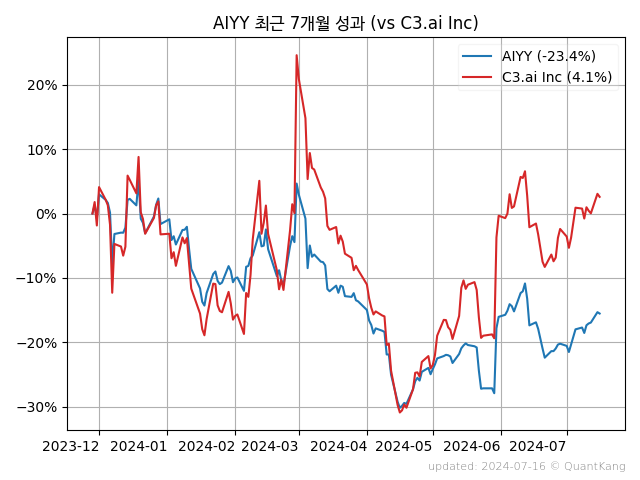 AIYY 최근 7개월 성과 (vs C3.ai Inc)
AIYY (-23.4%)
C3.ai Inc (4.1%)
20%
10%
0%
−10%
−20%
−30%
2023-12 2024-01 2024-02 2024-03 2024-04 2024-05 2024-06 2024-07
updated: 2024-07-16 © QuantKang